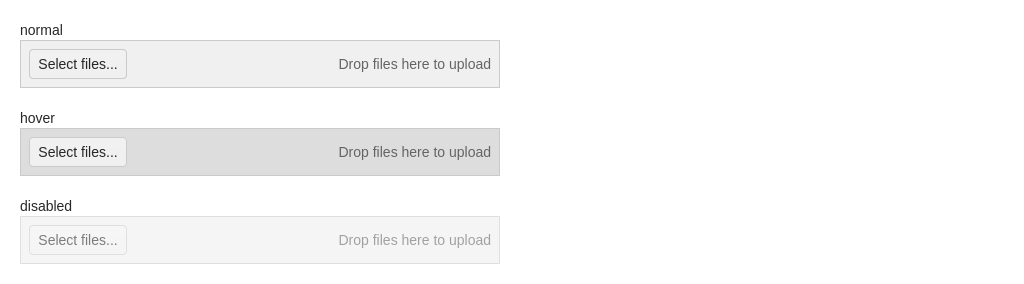 normal
Select files... Drop files here to upload
hover
Select files... Drop files here to upload
disabled
Select files... Drop files here to upload